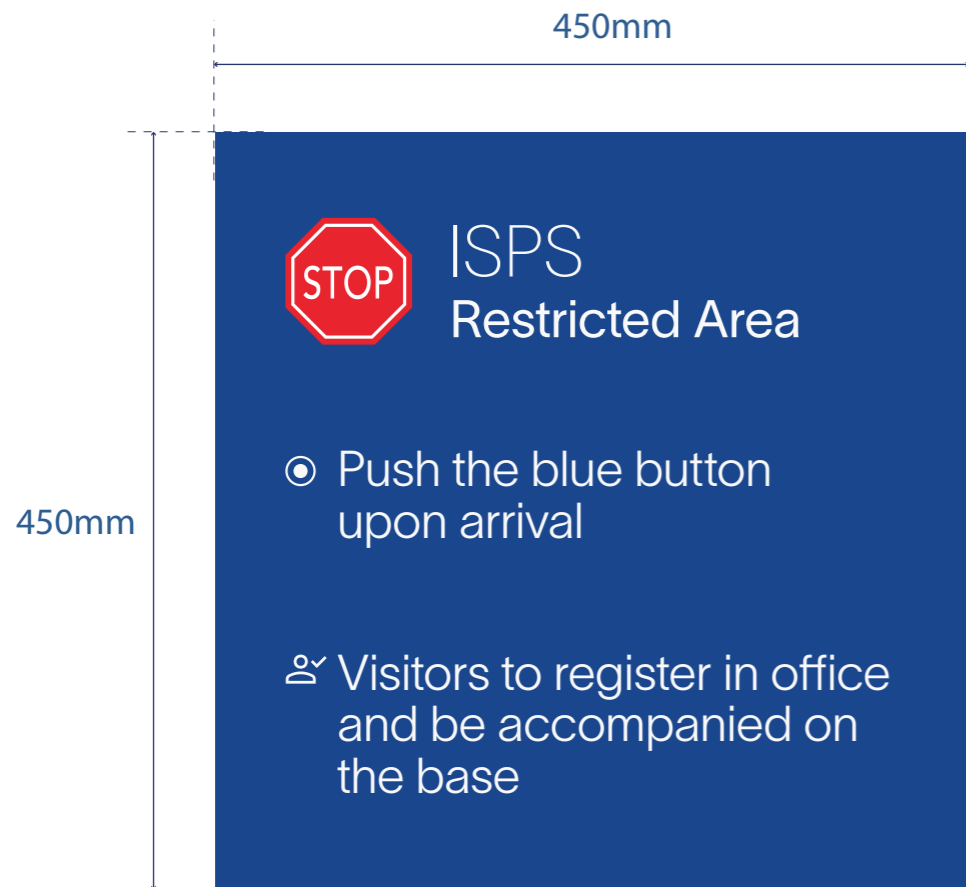 450mm
STOP
ISPS
Restricted Area
Push the blue button
upon arrival
450mm
Visitors to register in office
and be accompanied on
the base